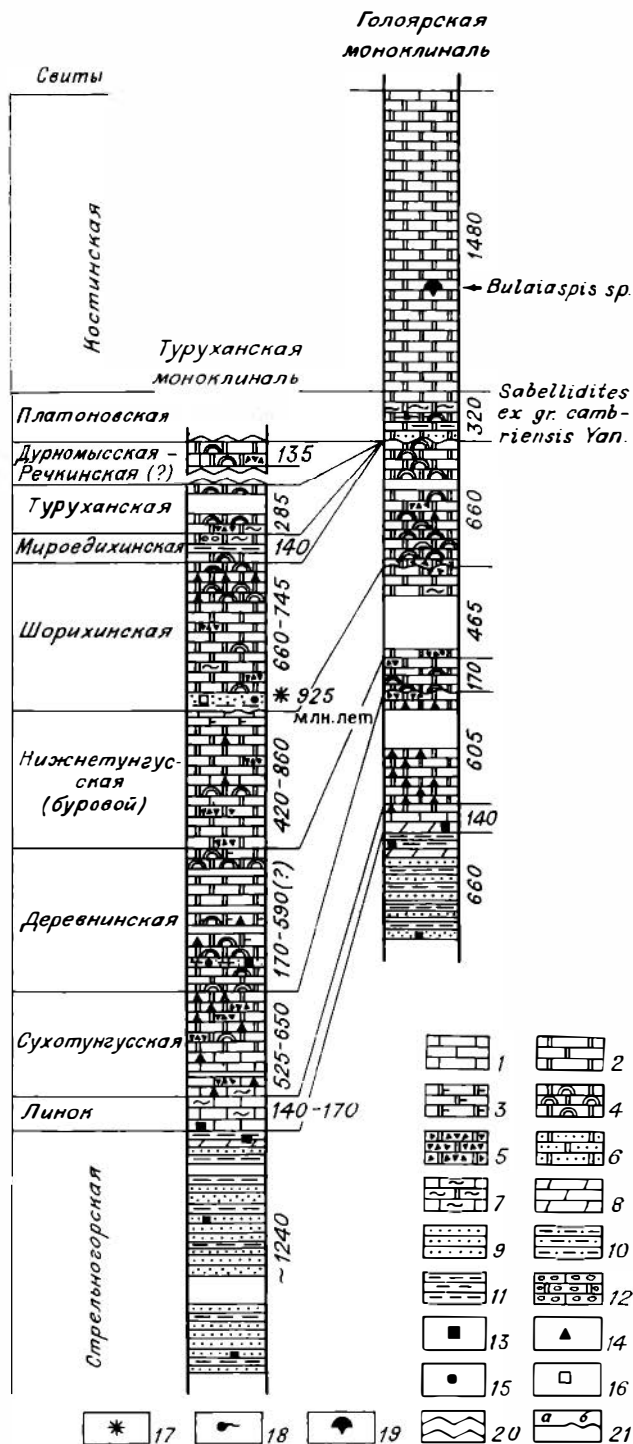 Голоярская
моноклиналь
Свиты
Костинская
1480
Bulaiaspis sp.
Туруханская
моноклиналь
Sabellidites
ex gr. camb-
riensis Yan.
320
Платоновская
Дурномысская –
Речкинская (?)
135
Туруханская
285
660
Мироедихинская
140
Шорихинская
660-745
465
925
млн. лет
170
Нижнетунгус-
ская
(буровой)
420-860
605
140
Деревнинская
170-590(?)
660
Сухотунгусская
525-650
Линок
140-170
Стрельногорская
~1240
1
2
3
4
5
6
7
8
9
10
11
12
13
14
15
16
17
18
19
20
а б
21